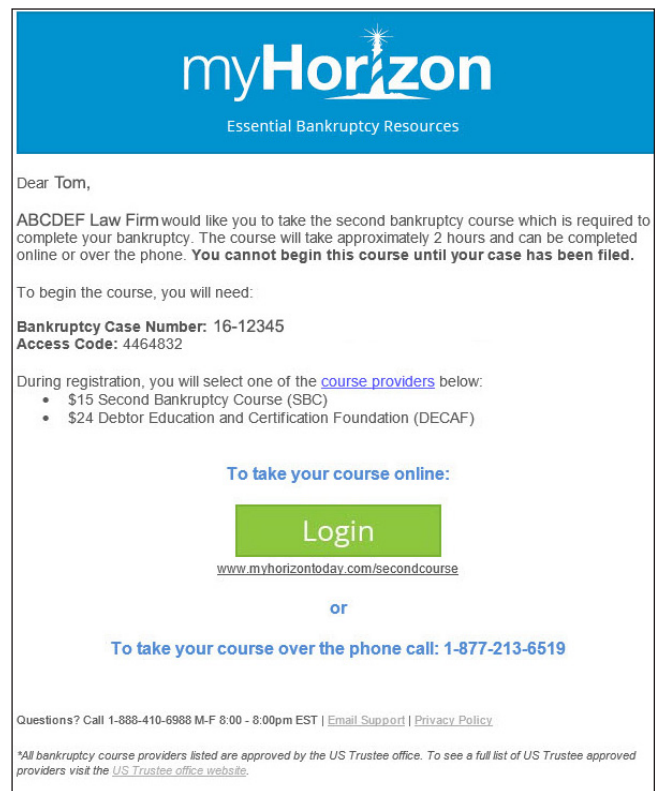 myHorizon
Essential Bankruptcy Resources
Dear Tom,
ABCDEF Law Firm would like you to take the second bankruptcy course which is required to
complete your bankruptcy. The course will take approximately 2 hours and can be completed
online or over the phone. You cannot begin this course until your case has been filed.
To begin the course, you will need:
Bankruptcy Case Number: 16-12345
Access Code: 4464832
During registration, you will select one of the course providers below:
• $15 Second Bankruptcy Course (SBC)
• $24 Debtor Education and Certification Foundation (DECAF)
To take your course online:
Login
www.myhorizontoday.com/secondcourse
or
To take your course over the phone call: 1-877-213-6519
Questions? Call 1-888-410-6988 M-F 8:00 - 8:00pm EST | Email Support | Privacy Policy
*All bankruptcy course providers listed are approved by the US Trustee office. To see a full list of US Trustee approved
providers visit the US Trustee office website.